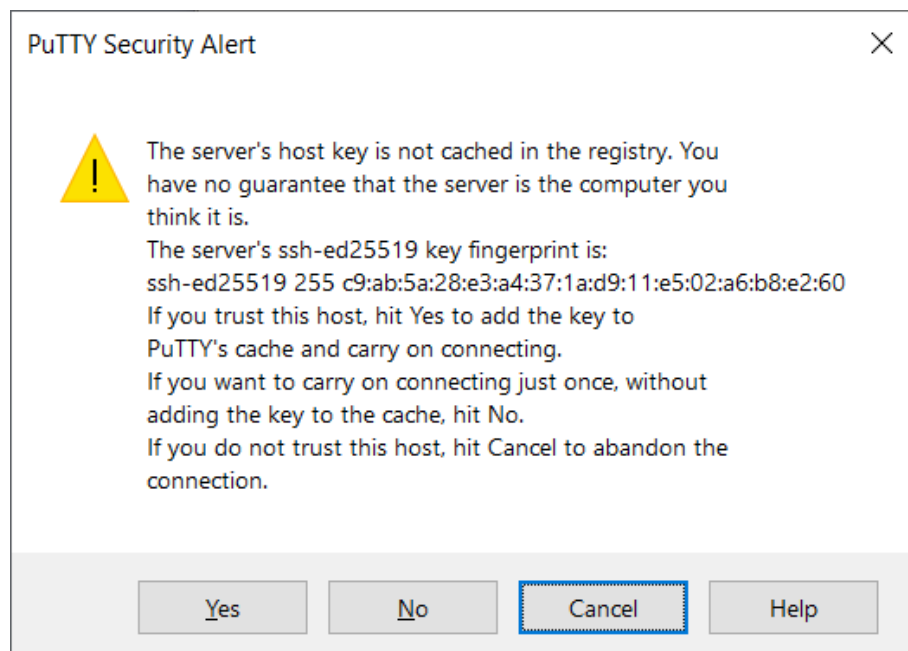 PuTTY Security Alert
The server's host key is not cached in the registry. You
have no guarantee that the server is the computer you
think it is.
The server's ssh-ed25519 key fingerprint is:
ssh-ed25519 255 c9:ab:5a:28:e3:a4:37:1a:d9:11:e5:02:a6:b8:e2:60
If you trust this host, hit Yes to add the key to
PuTTY's cache and carry on connecting.
If you want to carry on connecting just once, without
adding the key to the cache, hit No.
If you do not trust this host, hit Cancel to abandon the
connection.
Yes No Cancel Help